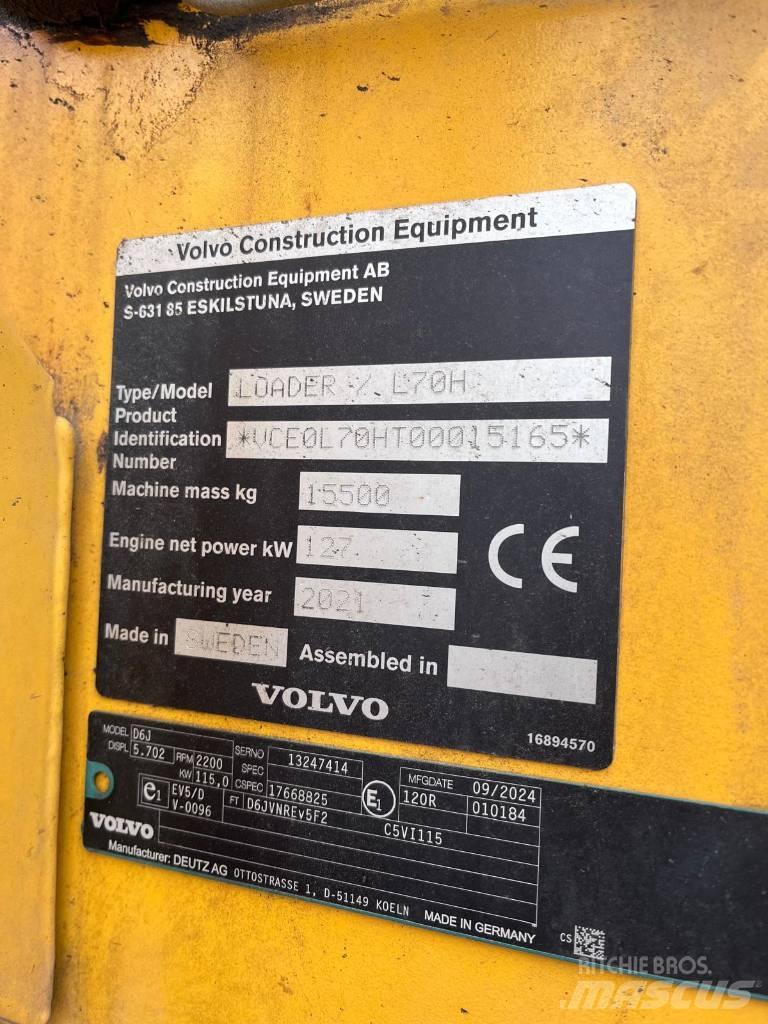 Volvo Construction Equipment
Volvo Construction Equipment AB
S-631 85 ESKILSTUNA, SWEDEN
Type/Model LOADER / L70H
Product
Identification *VCE0L70HT00015165*
Number
Machine mass kg 15500
Engine net power kW 127
Manufacturing year 2021
Made in SWEDEN Assembled in
CE
VOLVO
16894570
MODEL D6J SERNO 13247414 MFGDATE 09/2024
DISPL 5.702 RPM 2200 SPEC 120R 010184
KW 115,0 CSPEC 17668825 E1
e1 EV5/D FT D6JVNREv5F2 C5VI115
V-0096
VOLVO
Manufacturer: DEUTZ AG OTTOSTRASSE 1, D-51149 KOELN MADE IN GERMANY CS
RITCHIE BROS.
MASCUS